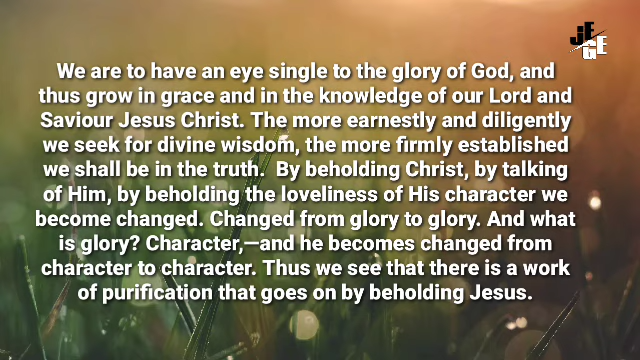 JE
GE
We are to have an eye single to the glory of God, and
thus grow in grace and in the knowledge of our Lord and
Saviour Jesus Christ. The more earnestly and diligently
we seek for divine wisdom, the more firmly established
we shall be in the truth.  By beholding Christ, by talking
of Him, by beholding the loveliness of His character we
become changed. Changed from glory to glory. And what
is glory? Character,—and he becomes changed from
character to character. Thus we see that there is a work
of purification that goes on by beholding Jesus.